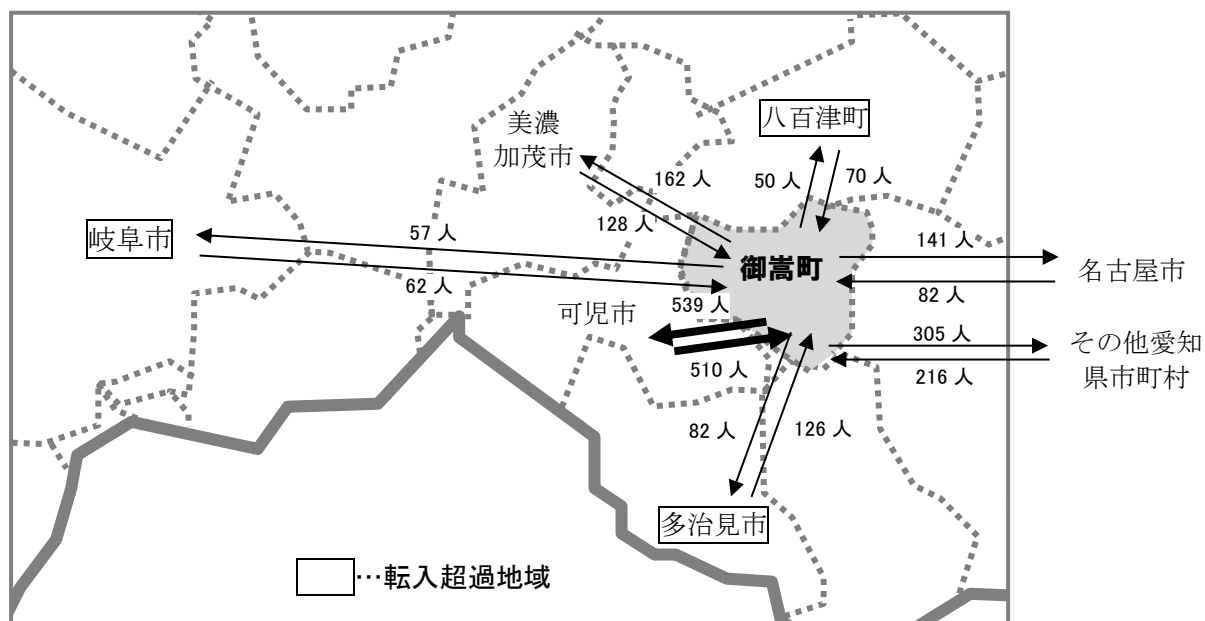 八百津町
美濃
加茂市
162 人
50 人
70 人
128 人
岐阜市
57 人
141 人
御嵩町
名古屋市
62 人
82 人
539 人
可児市
305 人
その他愛知
県市町村
510 人
216 人
82 人
126 人
多治見市
…転入超過地域